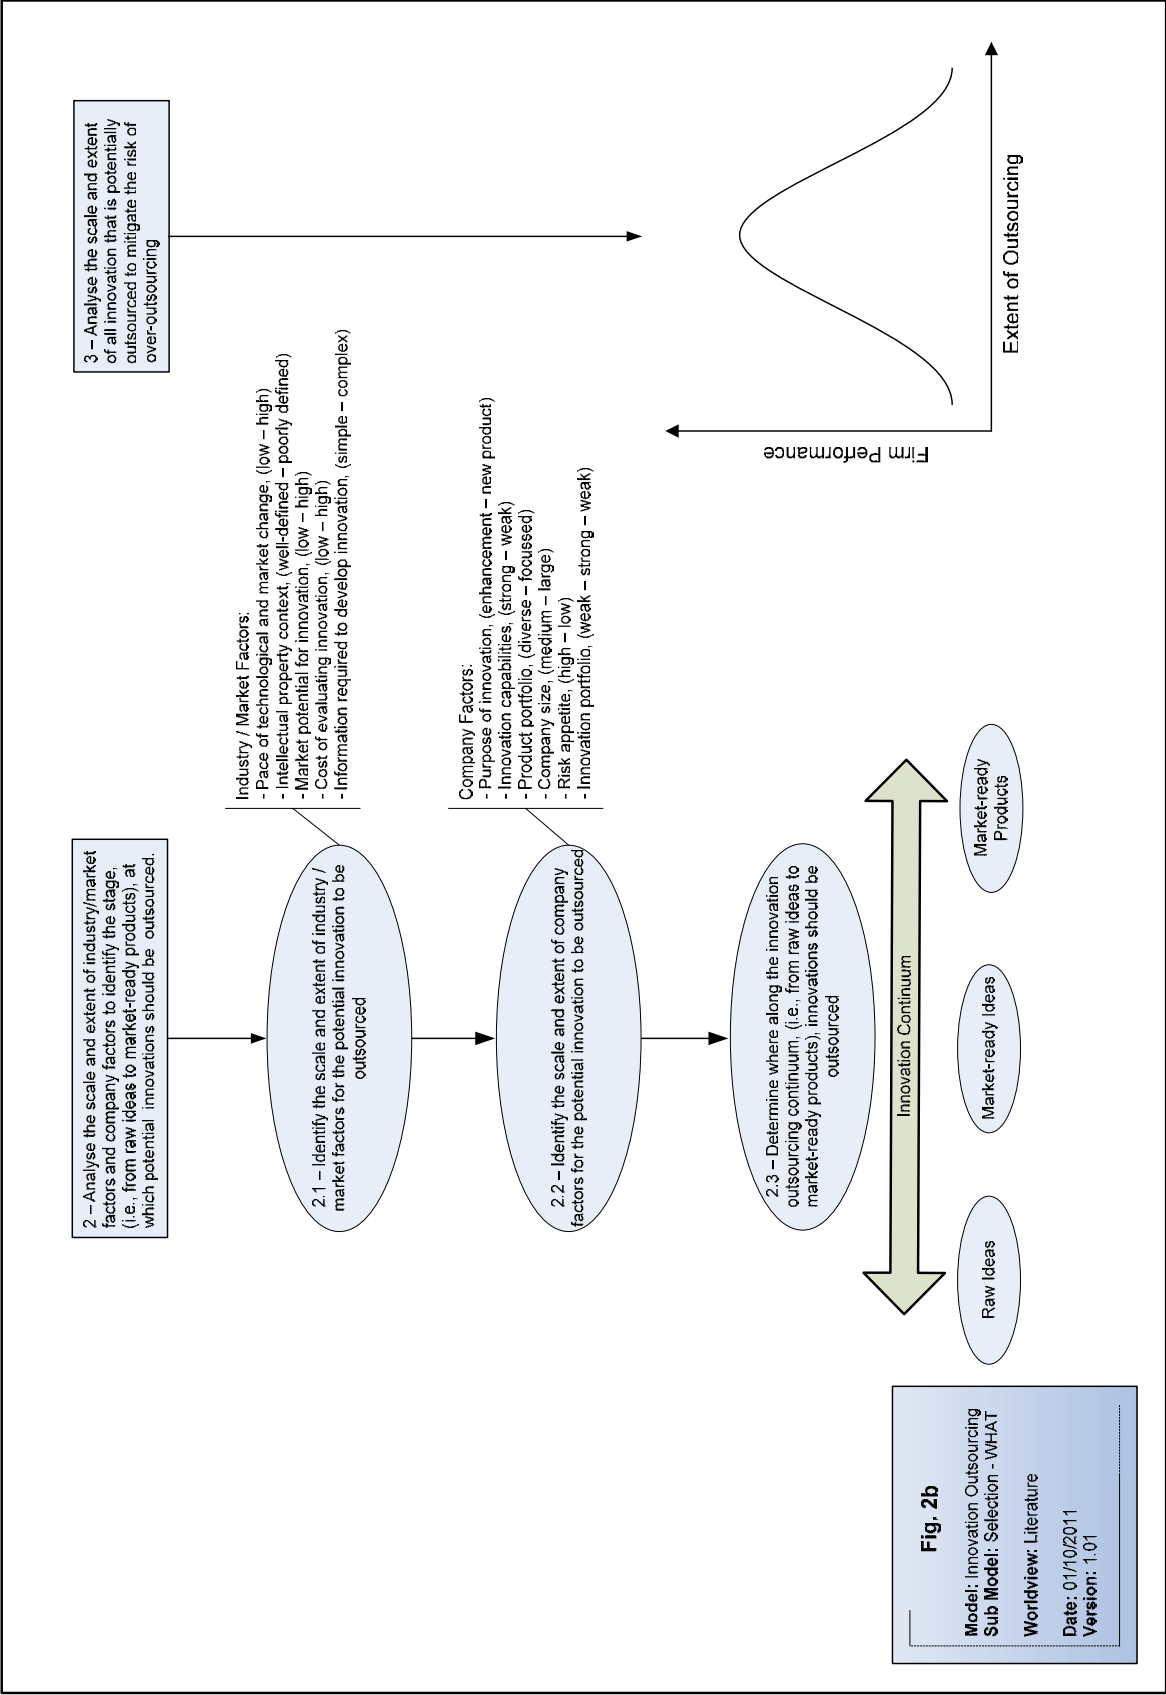 2 – Analyse the scale and extent of industry/market
factors and company factors to identify the stage,
(i.e., from raw ideas to market-ready products), at
which potential innovations should be outsourced.
2.1 – Identify the scale and extent of industry /
market factors for the potential innovation to be
outsourced
Industry / Market Factors:
- Pace of technological and market change, (low – high)
- Intellectual property context, (well-defined – poorly defined)
- Market potential for innovation, (low – high)
- Cost of evaluating innovation, (low – high)
- Information required to develop innovation, (simple – complex)
2.2 – Identify the scale and extent of company
factors for the potential innovation to be outsourced
Company Factors:
- Purpose of innovation, (enhancement – new product)
- Innovation capabilities, (strong – weak)
- Product portfolio, (diverse – focussed)
- Company size, (medium – large)
- Risk appetite, (high – low)
- Innovation portfolio, (weak – strong – weak)
2.3 – Determine where along the innovation
outsourcing continuum, (i.e., from raw ideas to
market-ready products), innovations should be
outsourced
Innovation Continuum
Raw Ideas
Market-ready Ideas
Market-ready
Products
3 – Analyse the scale and extent
of all innovation that is potentially
outsourced to mitigate the risk of
over-outsourcing
Firm Performance
Extent of Outsourcing
Fig. 2b
Model: Innovation Outsourcing
Sub Model: Selection - WHAT
Worldview: Literature
Date: 01/10/2011
Version: 1.01